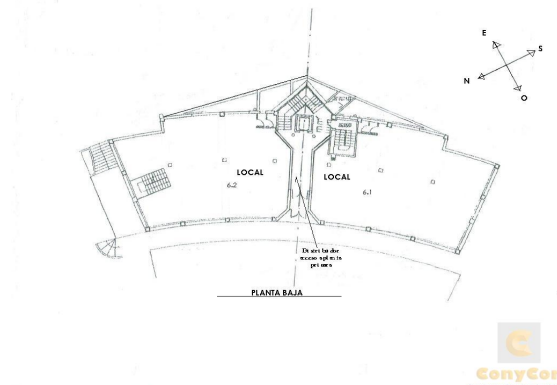 E
S
N
O
LOCAL
LOCAL
6.2
6.1
Distribuidor
acceso a planta
primera
PLANTA BAJA
C
ConyCor